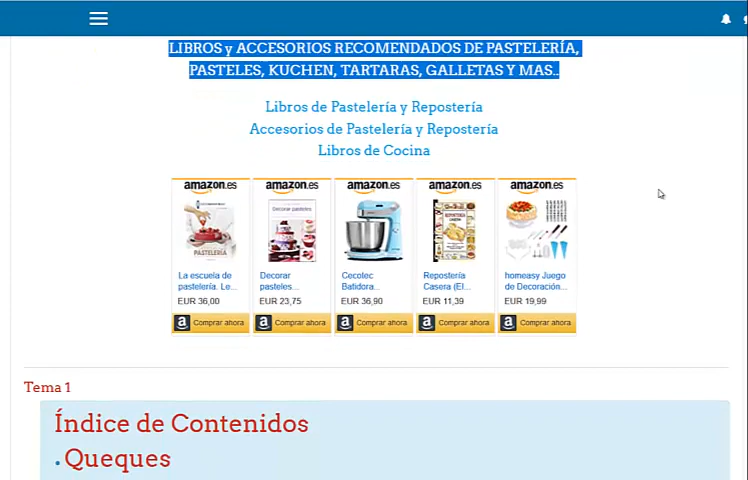 LIBROS y ACCESORIOS RECOMENDADOS DE PASTELERÍA,
PASTELES, KUCHEN, TARTARAS, GALLETAS Y MAS..
Libros de Pastelería y Repostería
Accesorios de Pastelería y Repostería
Libros de Cocina
amazon.es amazon.es amazon.es amazon.es amazon.es
PASTELERÍA
Decorar pasteles
La escuela de
pastelería. Le...
EUR 36,00
Comprar ahora
Decorar
pasteles...
EUR 23,75
Comprar ahora
Cecotec
Batidora...
EUR 36,90
Comprar ahora
Repostería
Casera (El...
EUR 11,39
Comprar ahora
homeasy Juego
de Decoración...
EUR 19,99
Comprar ahora
Tema 1
Índice de Contenidos
• Queques